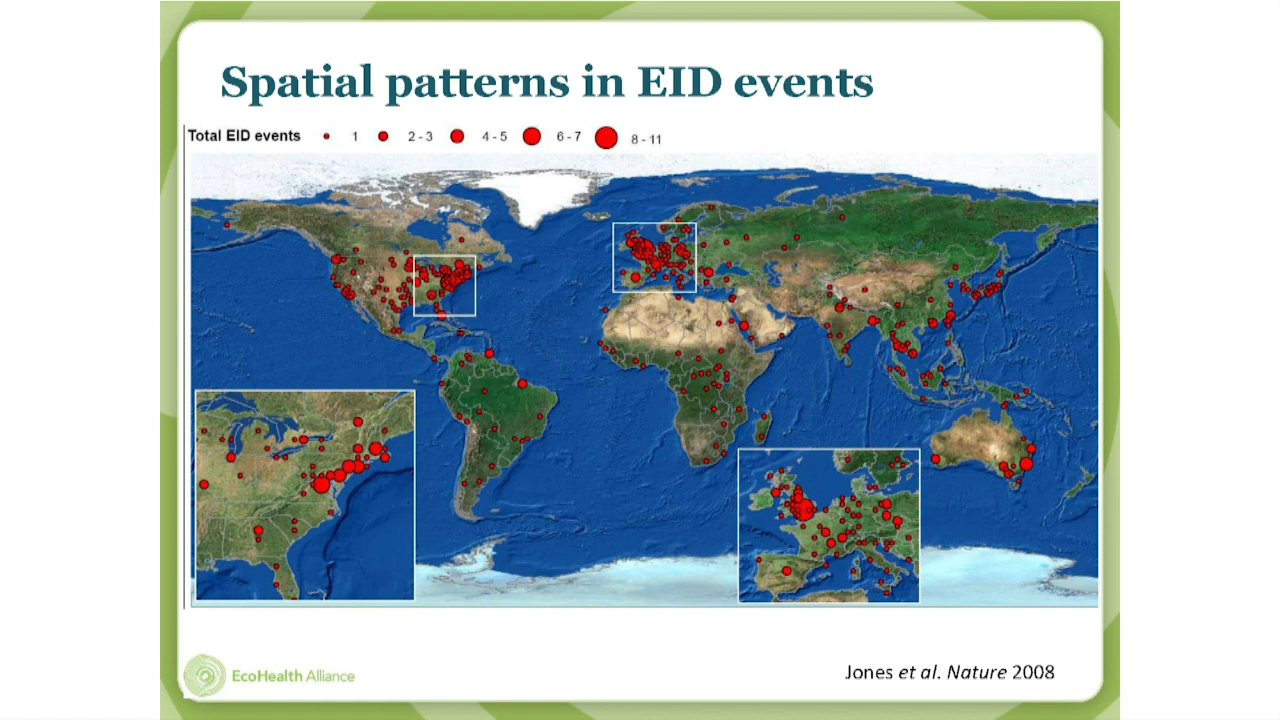 Spatial patterns in EID events
Total EID events 1 2 - 3 4 - 5 6 - 7 8 - 11
EcoHealth Alliance
Jones et al. Nature 2008